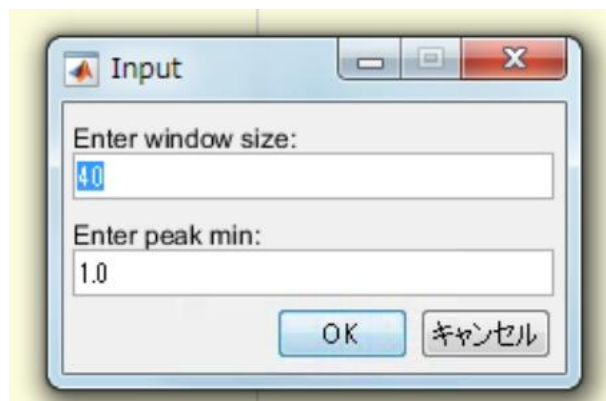 Input
Enter window size:
40
Enter peak min:
1.0
OK キャンセル